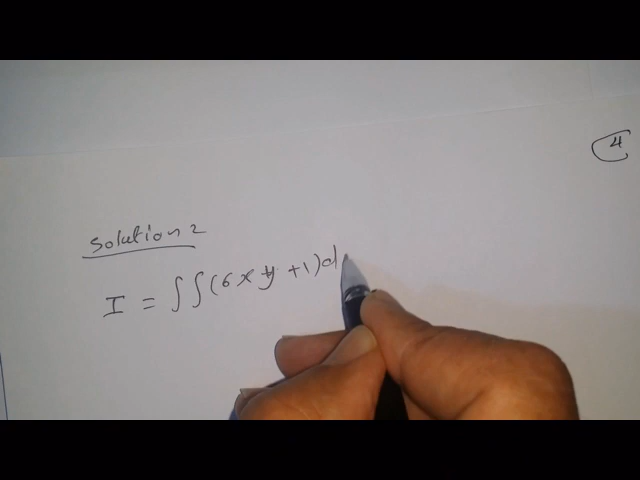 4
Solution 2
I = ∫∫(6xy+1)d